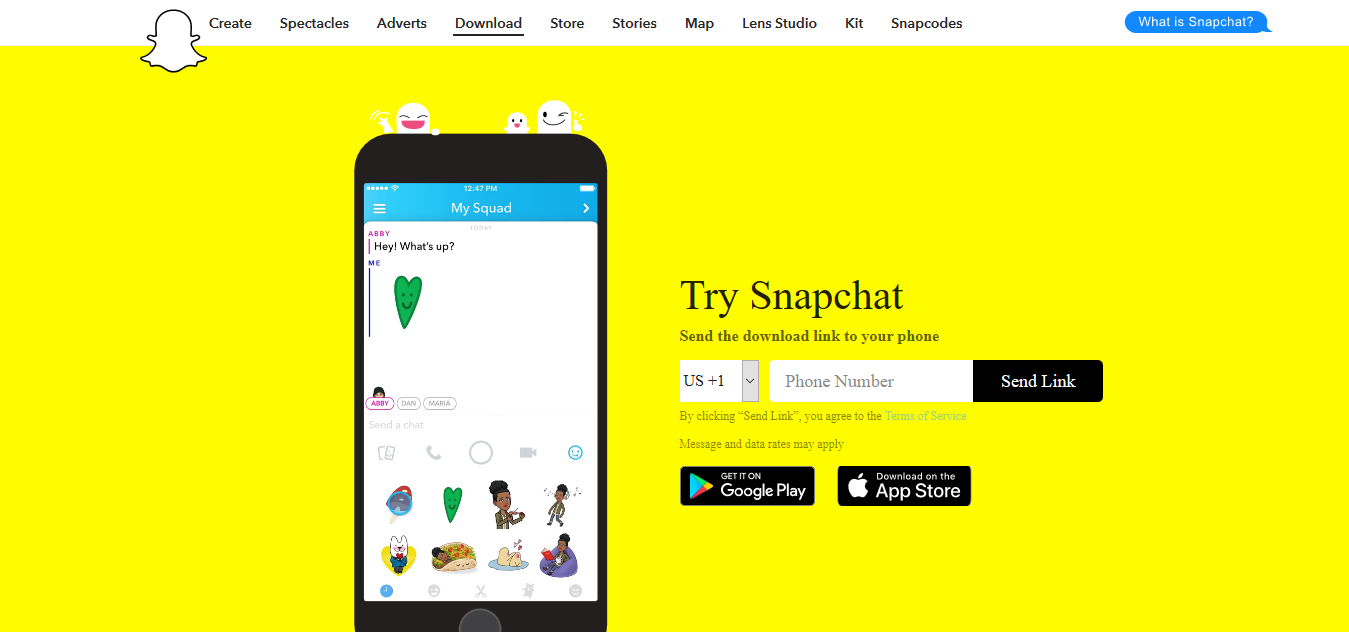 Create Spectacles Adverts Download Store Stories Map Lens Studio Kit Snapcodes What is Snapchat?
12:47 PM
My Squad
TODAY
ABBY
Hey! What's up?
ME
ABBY DAN MARIA
Send a chat
Try Snapchat
Send the download link to your phone
US +1 Phone Number Send Link
By clicking “Send Link”, you agree to the Terms of Service
Message and data rates may apply
GET IT ON
Google Play
Download on the
App Store